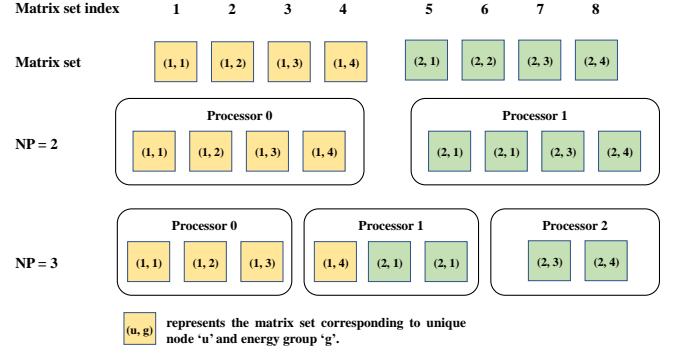 Matrix set index 1 2 3 4 5 6 7 8
Matrix set (1, 1) (1, 2) (1, 3) (1, 4) (2, 1) (2, 2) (2, 3) (2, 4)
Processor 0 Processor 1
NP = 2 (1, 1) (1, 2) (1, 3) (1, 4) (2, 1) (2, 1) (2, 3) (2, 4)
Processor 0 Processor 1 Processor 2
NP = 3 (1, 1) (1, 2) (1, 3) (1, 4) (2, 1) (2, 1) (2, 3) (2, 4)
(u, g) represents the matrix set corresponding to unique
node ‘u’ and energy group ‘g’.